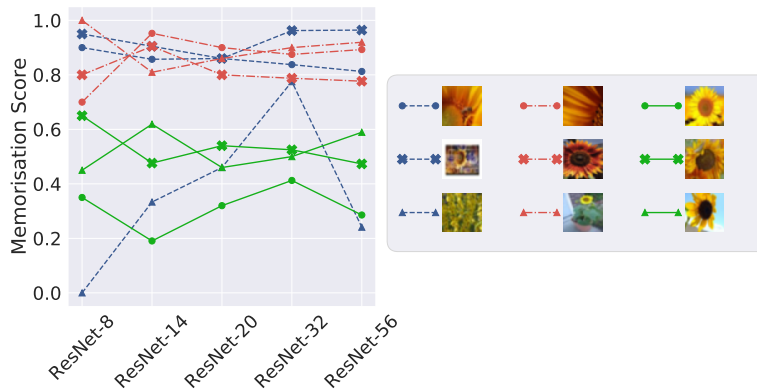 Memorisation Score
1.0
0.8
0.6
0.4
0.2
0.0
ResNet-8
ResNet-14
ResNet-20
ResNet-32
ResNet-56